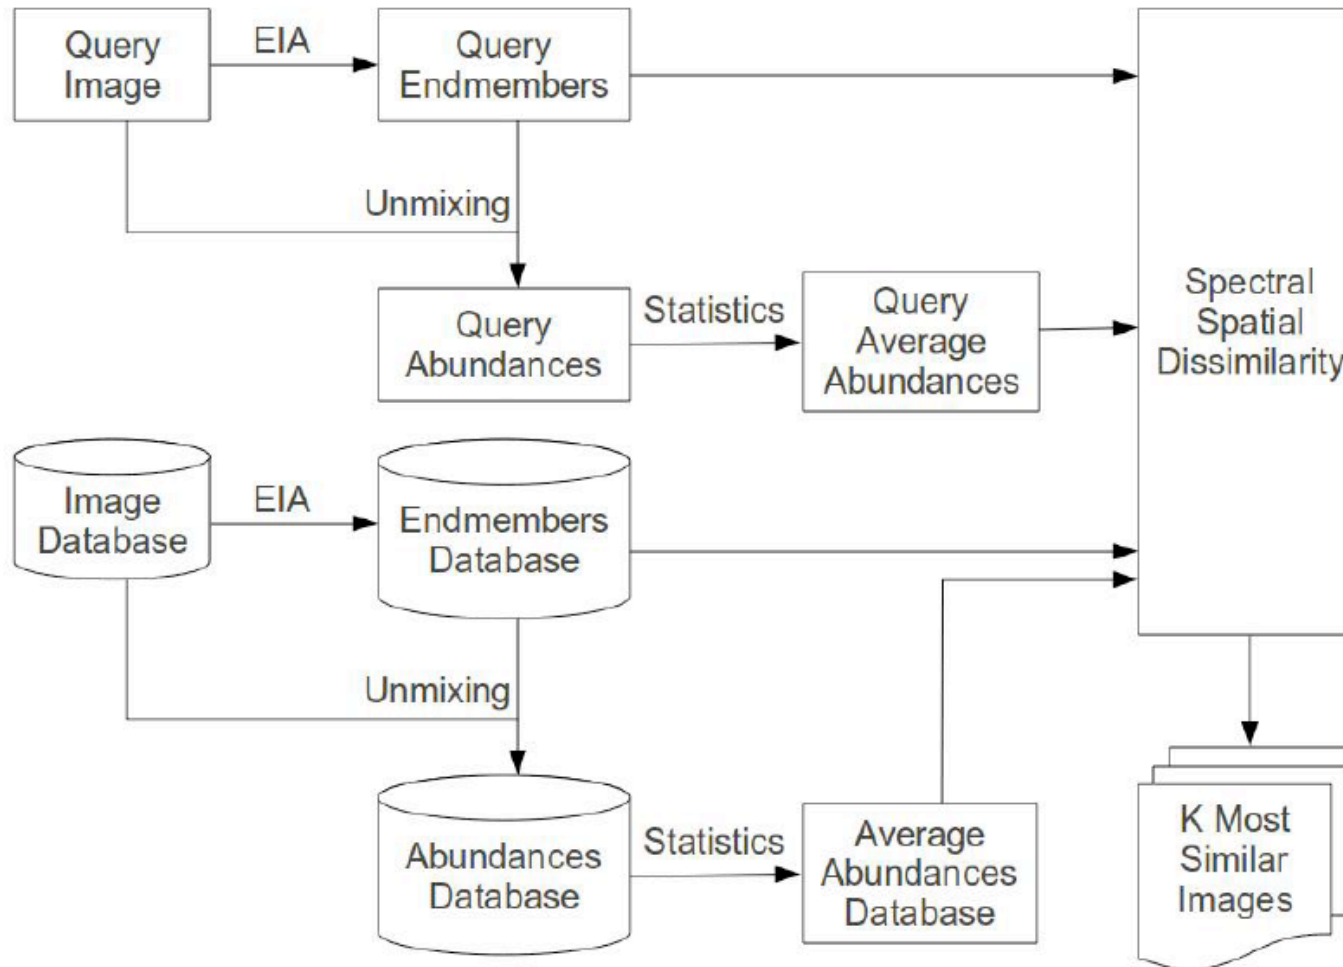 Query
Image
EIA
Query
Endmembers
Unmixing
Query
Abundances
Statistics
Query
Average
Abundances
Spectral
Spatial
Dissimilarity
Image
Database
EIA
Endmembers
Database
Unmixing
Abundances
Database
Statistics
Average
Abundances
Database
K Most
Similar
Images